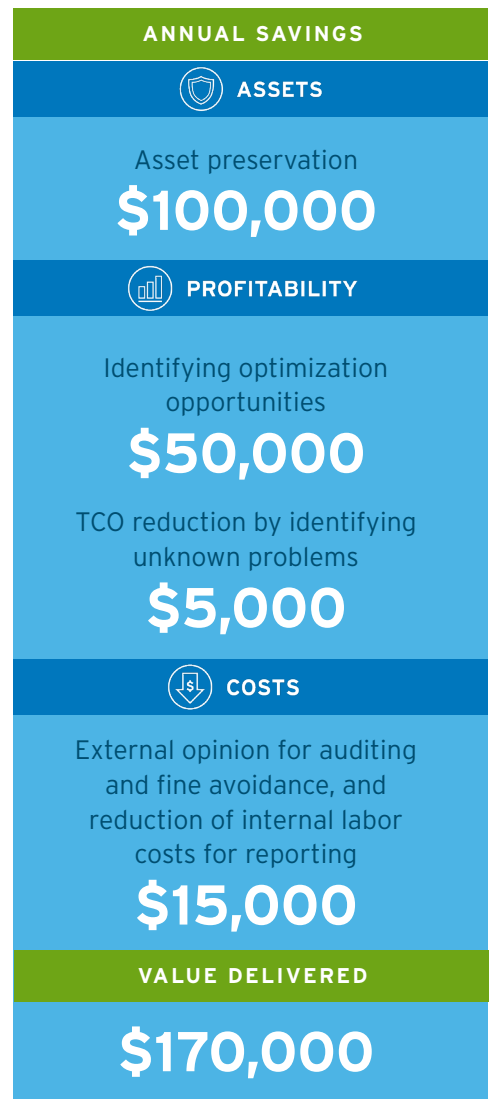 ANNUAL SAVINGS
ASSETS
Asset preservation
$100,000
PROFITABILITY
Identifying optimization
opportunities
$50,000
TCO reduction by identifying
unknown problems
$5,000
$
COSTS
External opinion for auditing
and fine avoidance, and
reduction of internal labor
costs for reporting
$15,000
VALUE DELIVERED
$170,000